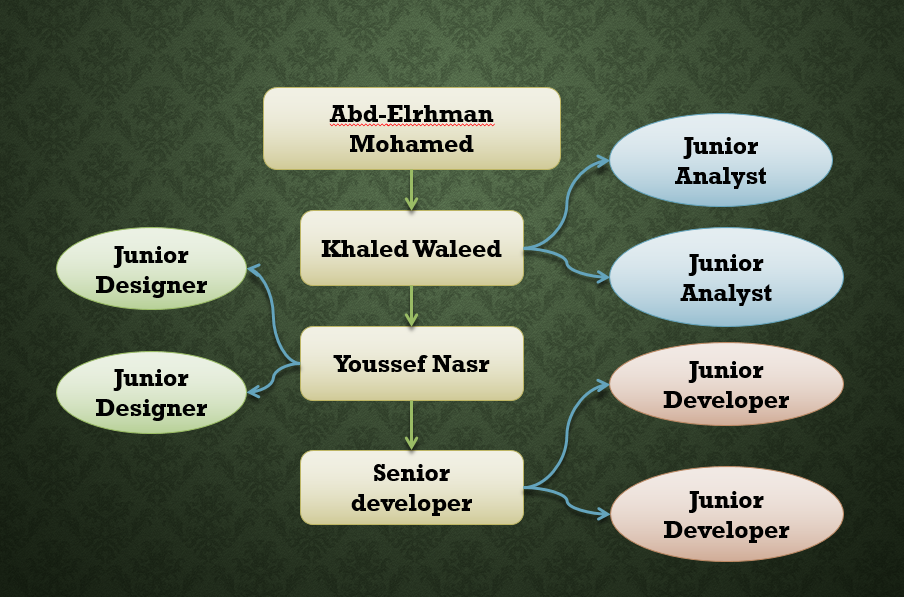 Abd-Elrhman
Mohamed
Junior
Analyst
Khaled Waleed
Junior
Analyst
Junior
Designer
Youssef Nasr
Junior
Designer
Junior
Developer
Senior
developer
Junior
Developer